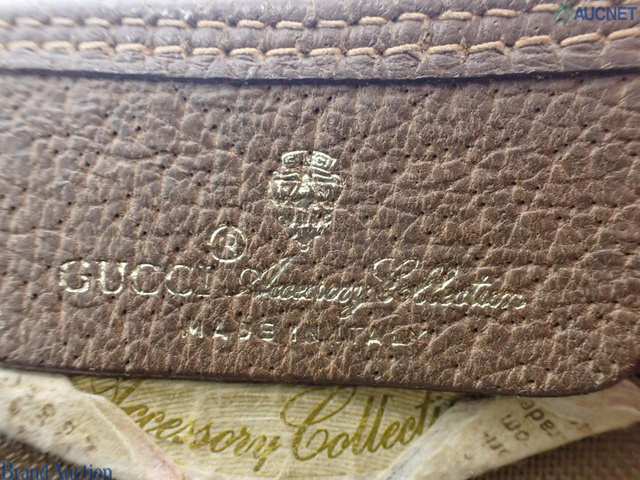 AUCNET
GUCCI® Accessory Collection
MADE IN ITALY
Accessory Collecti
Brand Auction